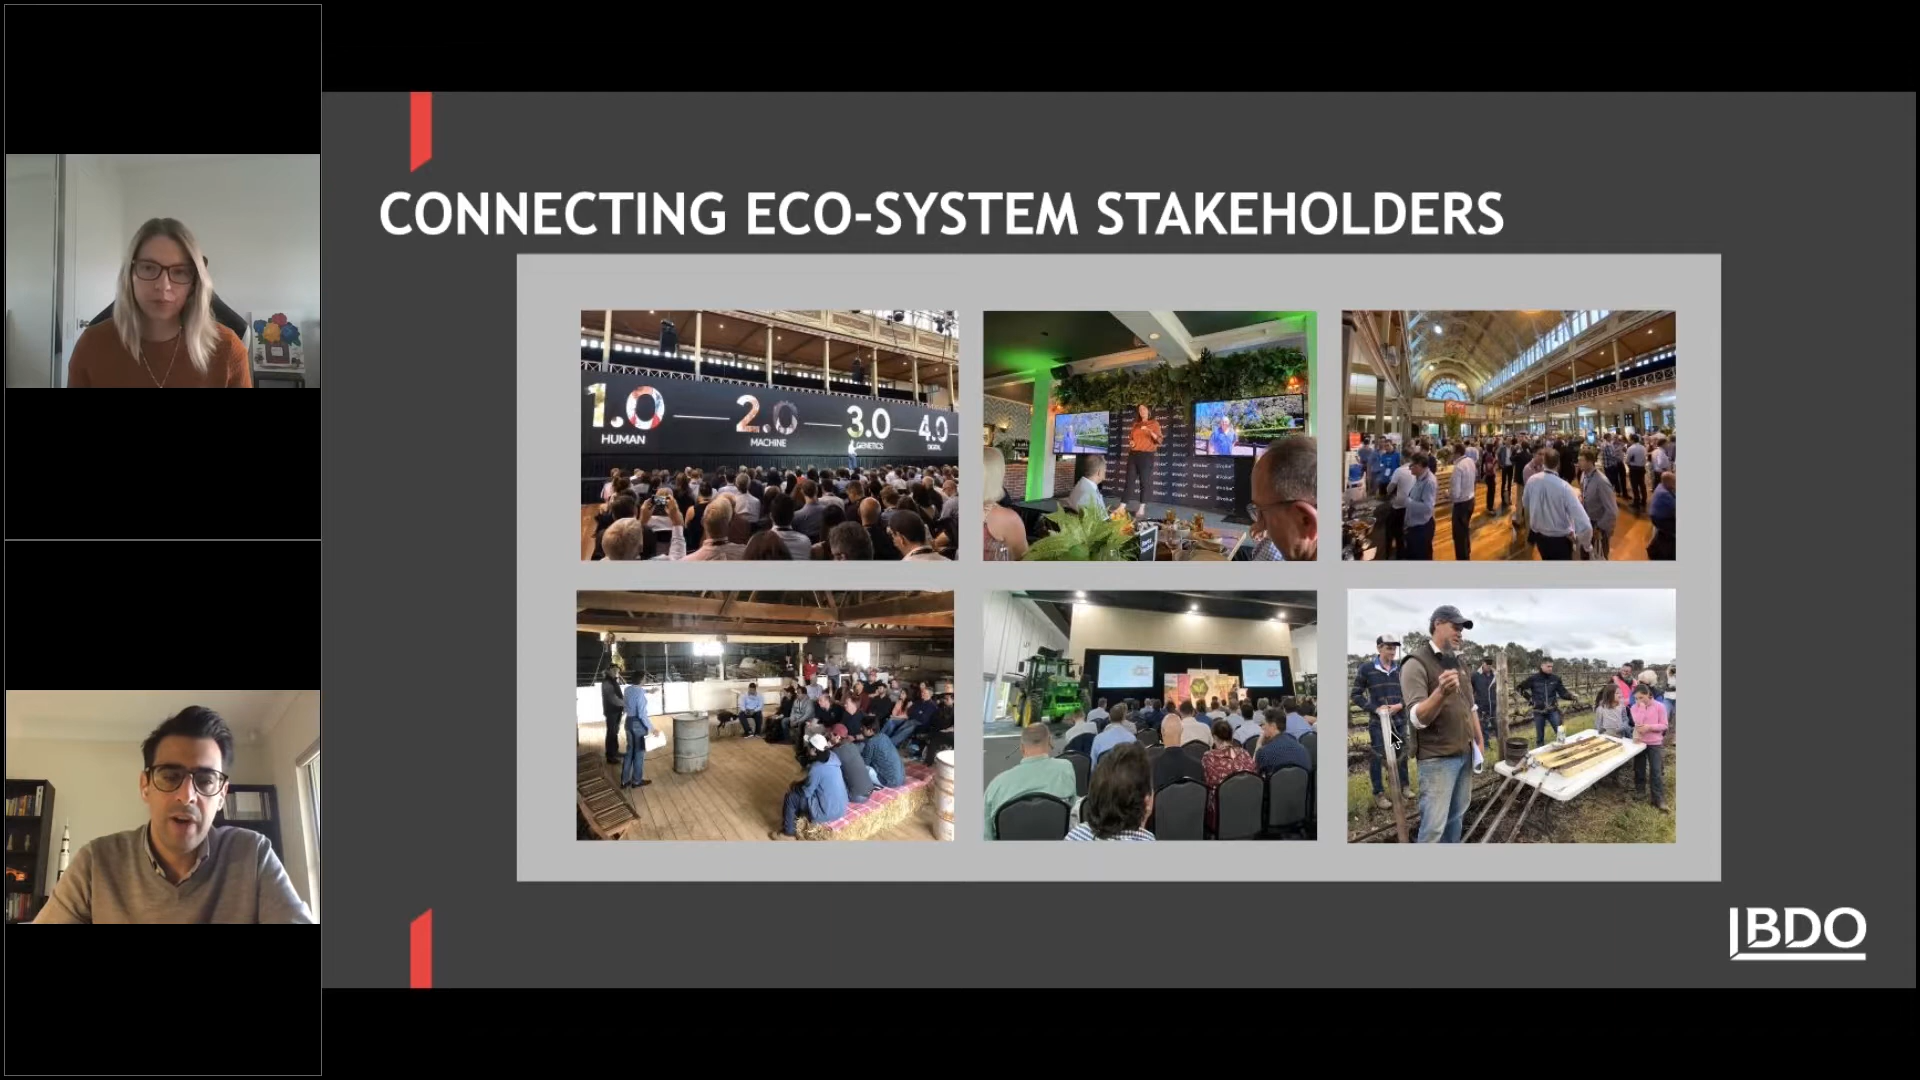 CONNECTING ECO-SYSTEM STAKEHOLDERS
1.0 2.0 3.0 4.0
HUMAN MACHINE GENETICS
BDO